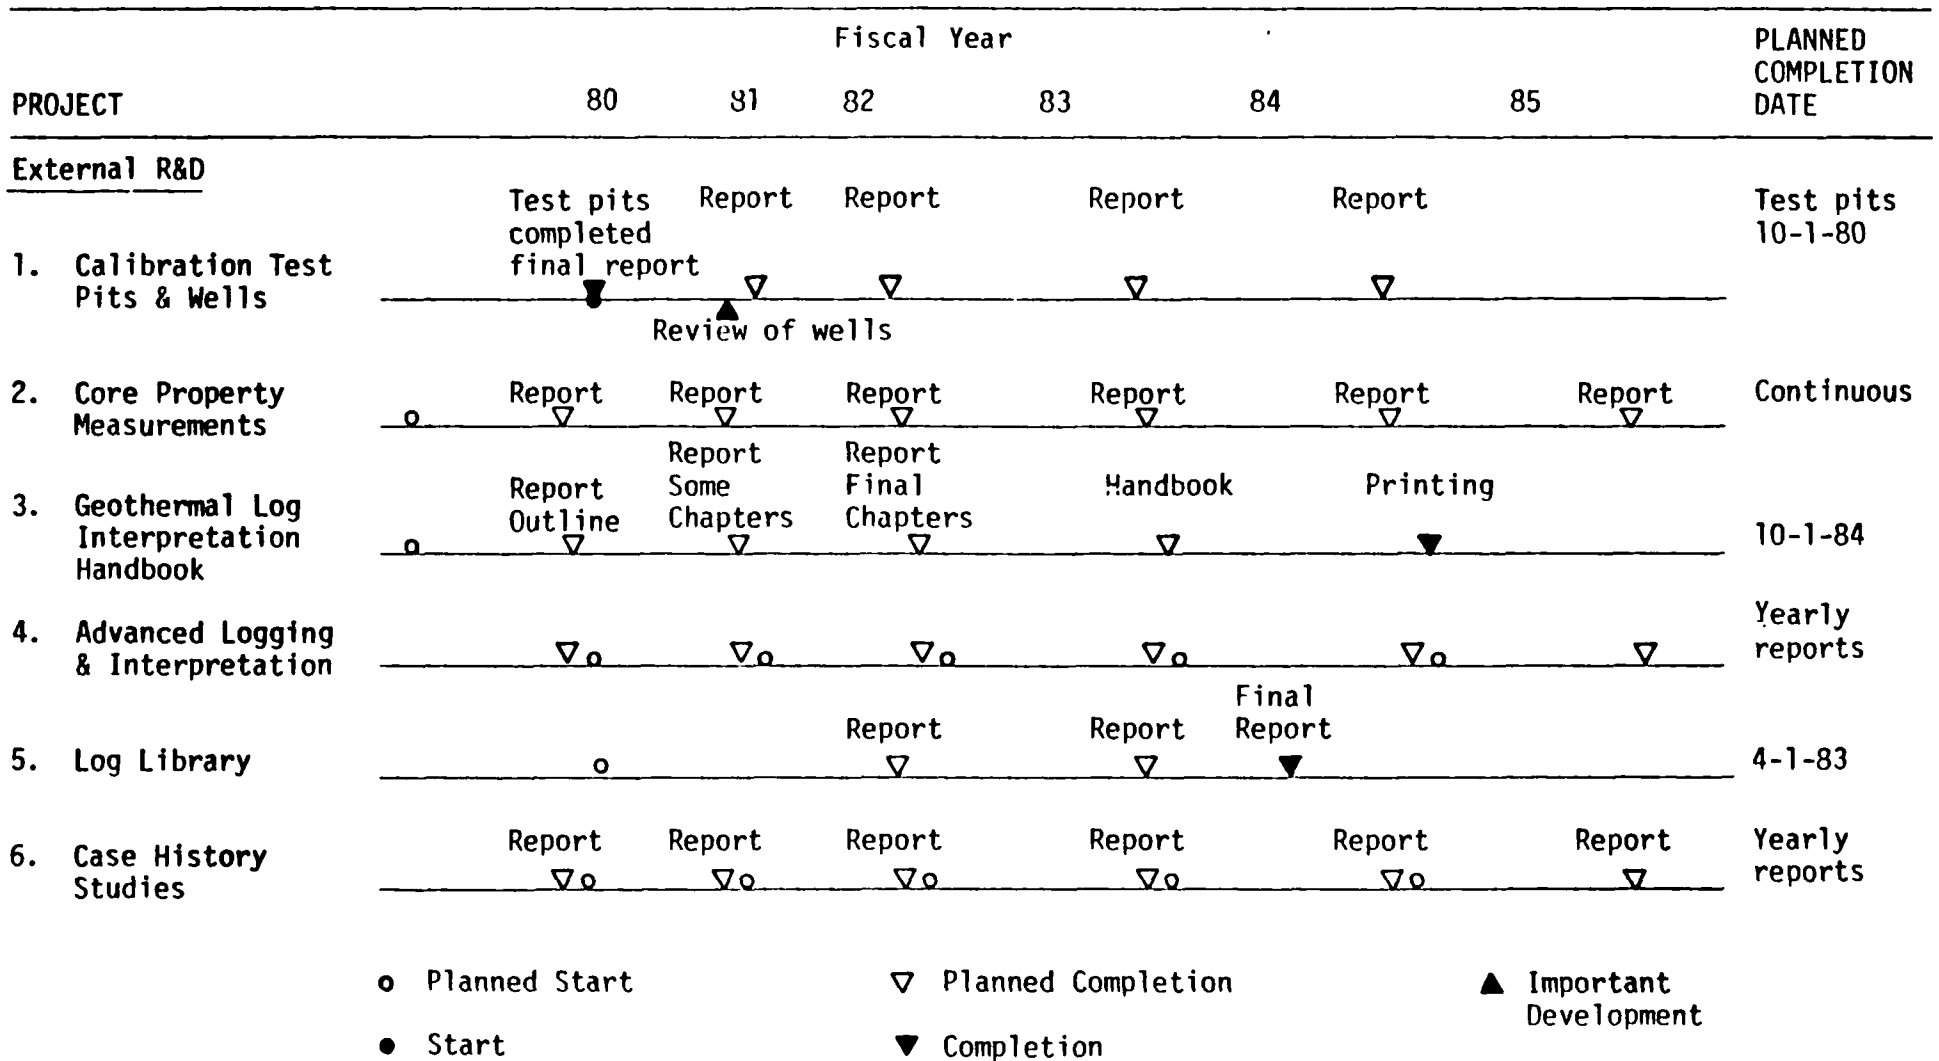 Fiscal Year
PLANNED
COMPLETION
DATE
PROJECT 80 81 82 83 84 85
External R&D
Test pits
completed
final report
Report Report Report Report
Test pits
10-1-80
1. Calibration Test
Pits & Wells
Review of wells
2. Core Property
Measurements
Report Report Report Report Report Report
Continuous
3. Geothermal Log
Interpretation
Handbook
Report
Outline
Report
Some
Chapters
Report
Final
Chapters
Handbook
Printing
10-1-84
4. Advanced Logging
& Interpretation
Yearly
reports
5. Log Library
Report Report
Final
Report
4-1-83
6. Case History
Studies
Report Report Report Report Report Report
Yearly
reports
Planned Start
Planned Completion
Important
Development
Start
Completion